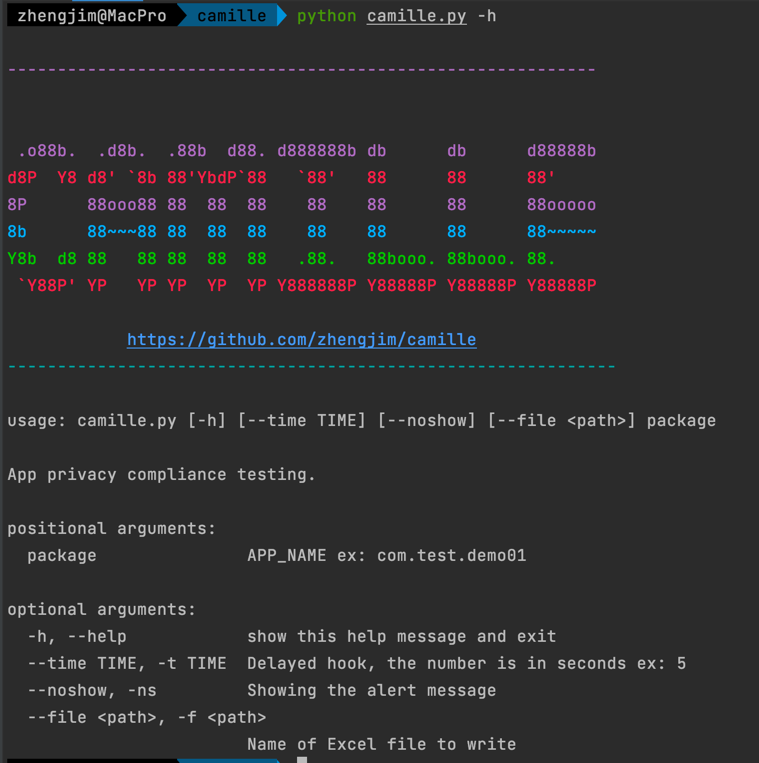 zhengjim@MacPro camille python camille.py -h
------------------------------------------------------------
 .o88b.  .d8b.  .88b  d88. d888888b db      db      d88888b
d8P  Y8 d8' `8b 88'YbdP`88   `88'   88      88      88'
8P      88ooo88 88  88  88    88    88      88      88ooooo
8b      88~~~88 88  88  88    88    88      88      88~~~~~
Y8b  d8 88   88 88  88  88   .88.   88booo. 88booo. 88.
 `Y88P' YP   YP YP  YP  YP Y888888P Y88888P Y88888P Y88888P
            https://github.com/zhengjim/camille
-------------------------------------------------------------
usage: camille.py [-h] [--time TIME] [--noshow] [--file <path>] package
App privacy compliance testing.
positional arguments:
  package               APP_NAME ex: com.test.demo01
optional arguments:
  -h, --help            show this help message and exit
  --time TIME, -t TIME  Delayed hook, the number is in seconds ex: 5
  --noshow, -ns         Showing the alert message
  --file <path>, -f <path>
                        Name of Excel file to write